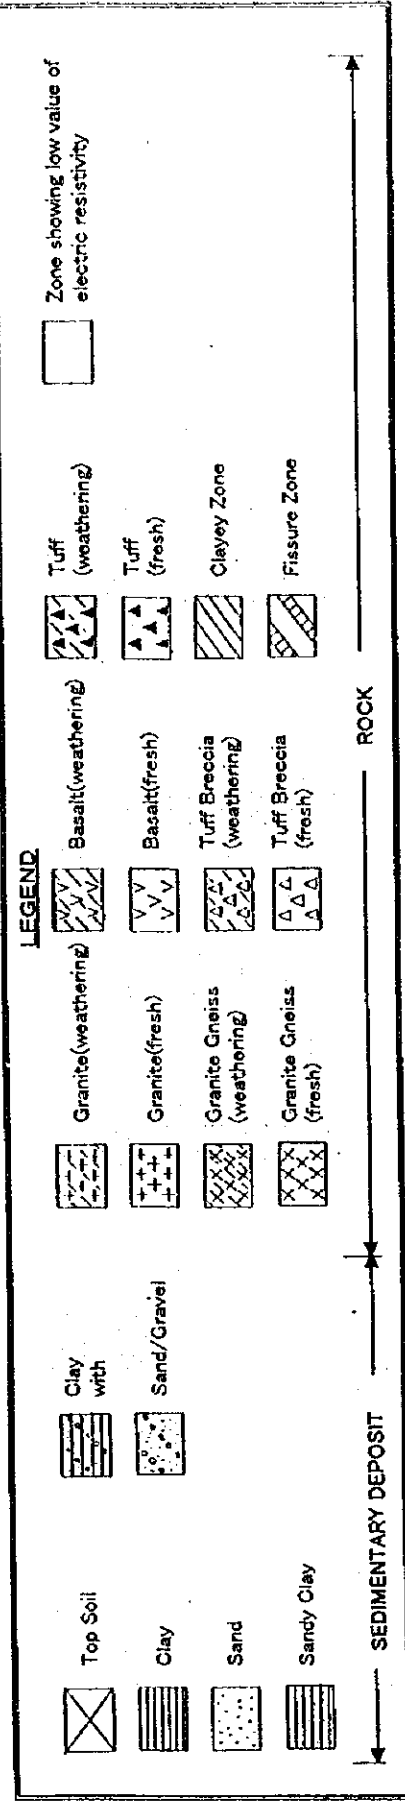 LEGEND
Top Soil
Clay
Sand
Sandy Clay
Clay
with
Sand/Gravel
Granite(weathering)
Granite(fresh)
Granite Gneiss
(weathering)
Granite Gneiss
(fresh)
Basalt(weathering)
Basalt(fresh)
Tuff Breccia
(weathering)
Tuff Breccia
(fresh)
Tuff
(weathering)
Tuff
(fresh)
Clayey Zone
Fissure Zone
Zone showing low value of
electric resistivity
SEDIMENTARY DEPOSIT
ROCK